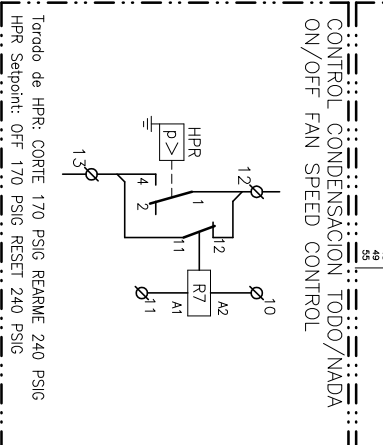 49
55
CONTROL CONDENSACION TODO/NADA
ON/OFF FAN SPEED CONTROL
HPR
p>
12
1
4
2
13
12
11
R7
A2
A1
10
11
Tarado de HPR: CORTE 170 PSIG REARME 240 PSIG
HPR Setpoint: OFF 170 PSIG RESET 240 PSIG